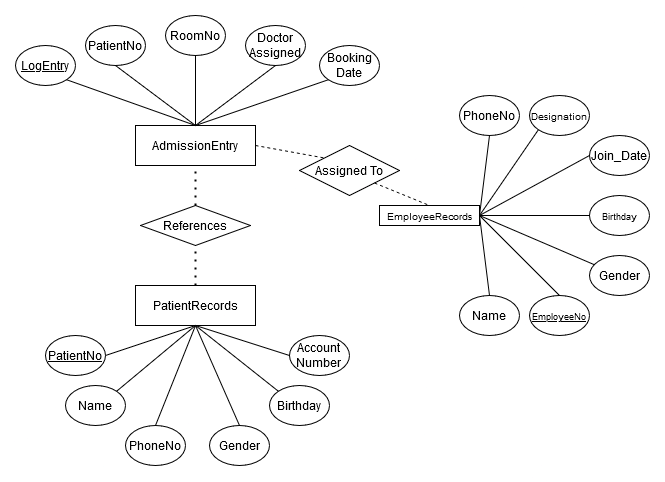 LogEntry
PatientNo
RoomNo
Doctor
Assigned
Booking
Date
AdmissionEntry
Assigned To
PhoneNo
Designation
Join_Date
EmployeeRecords
Birthday
References
Gender
Name
EmployeeNo
PatientRecords
PatientNo
Account
Number
Name
Birthday
PhoneNo
Gender